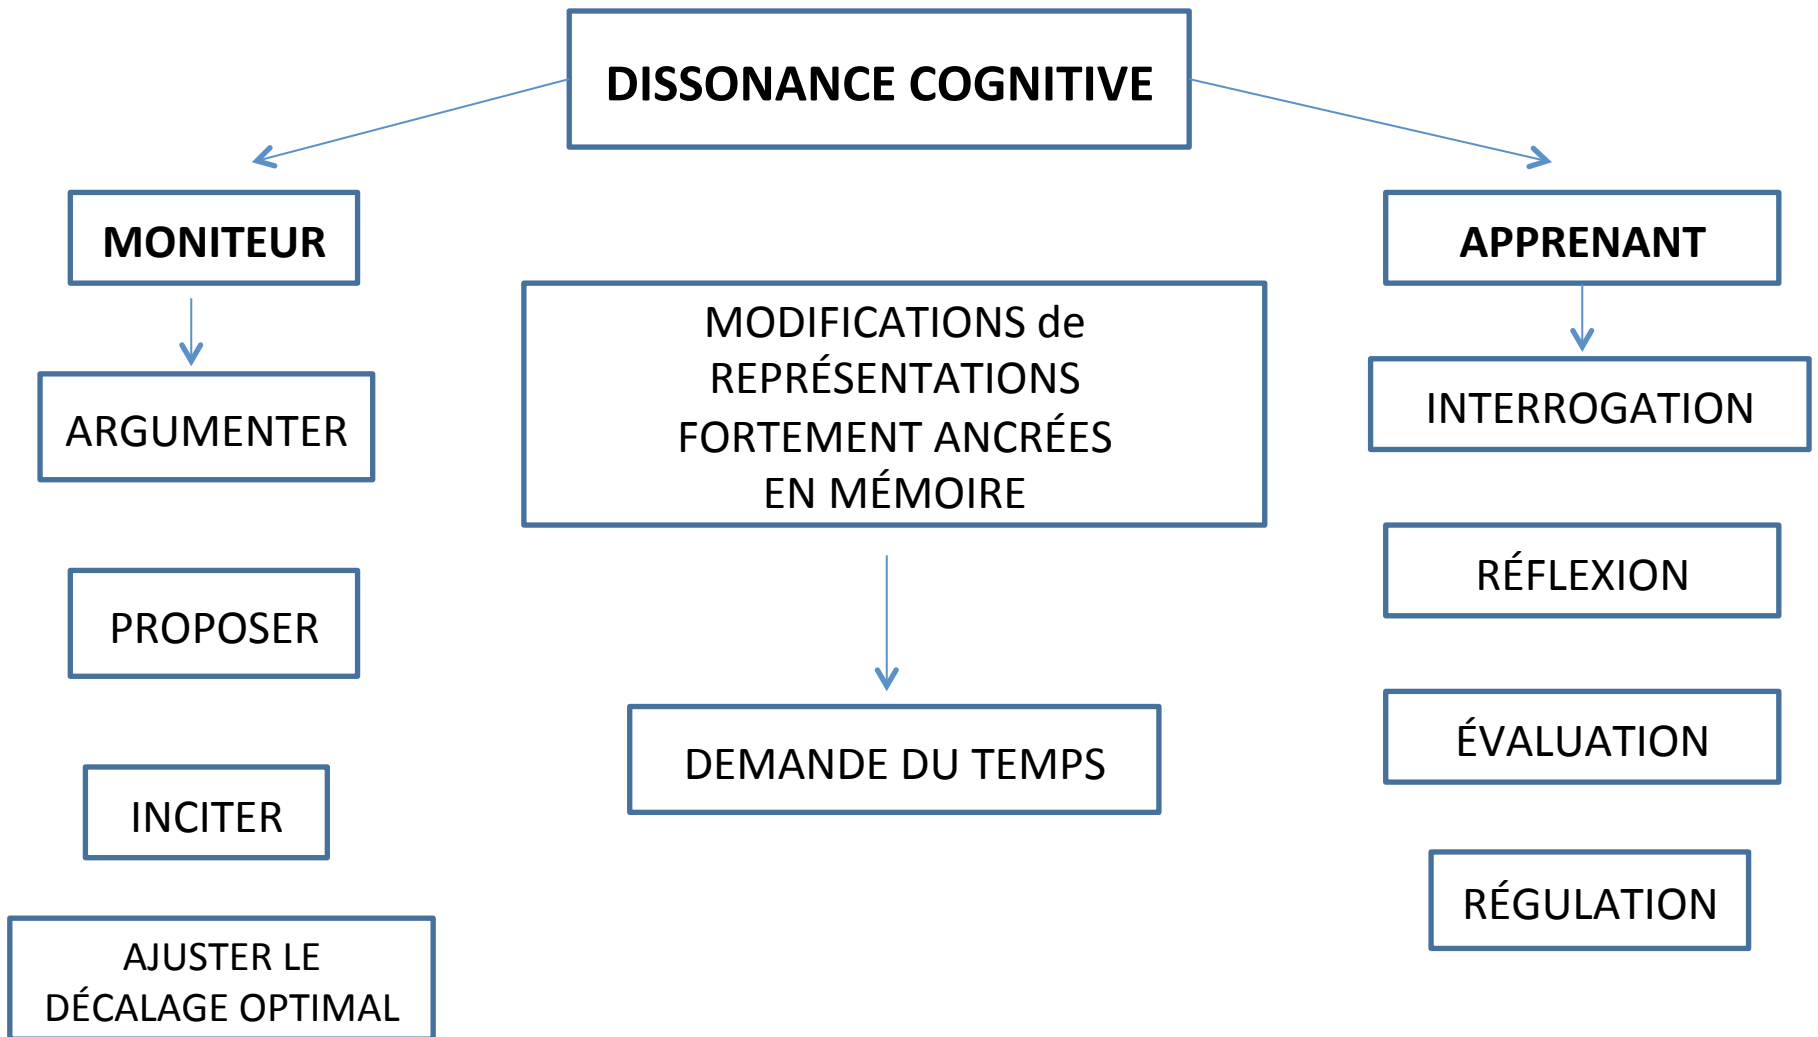 DISSONANCE COGNITIVE
MONITEUR
ARGUMENTER
PROPOSER
INCITER
AJUSTER LE
DÉCALAGE OPTIMAL
MODIFICATIONS de
REPRÉSENTATIONS
FORTEMENT ANCRÉES
EN MÉMOIRE
DEMANDE DU TEMPS
APPRENANT
INTERROGATION
RÉFLEXION
ÉVALUATION
RÉGULATION